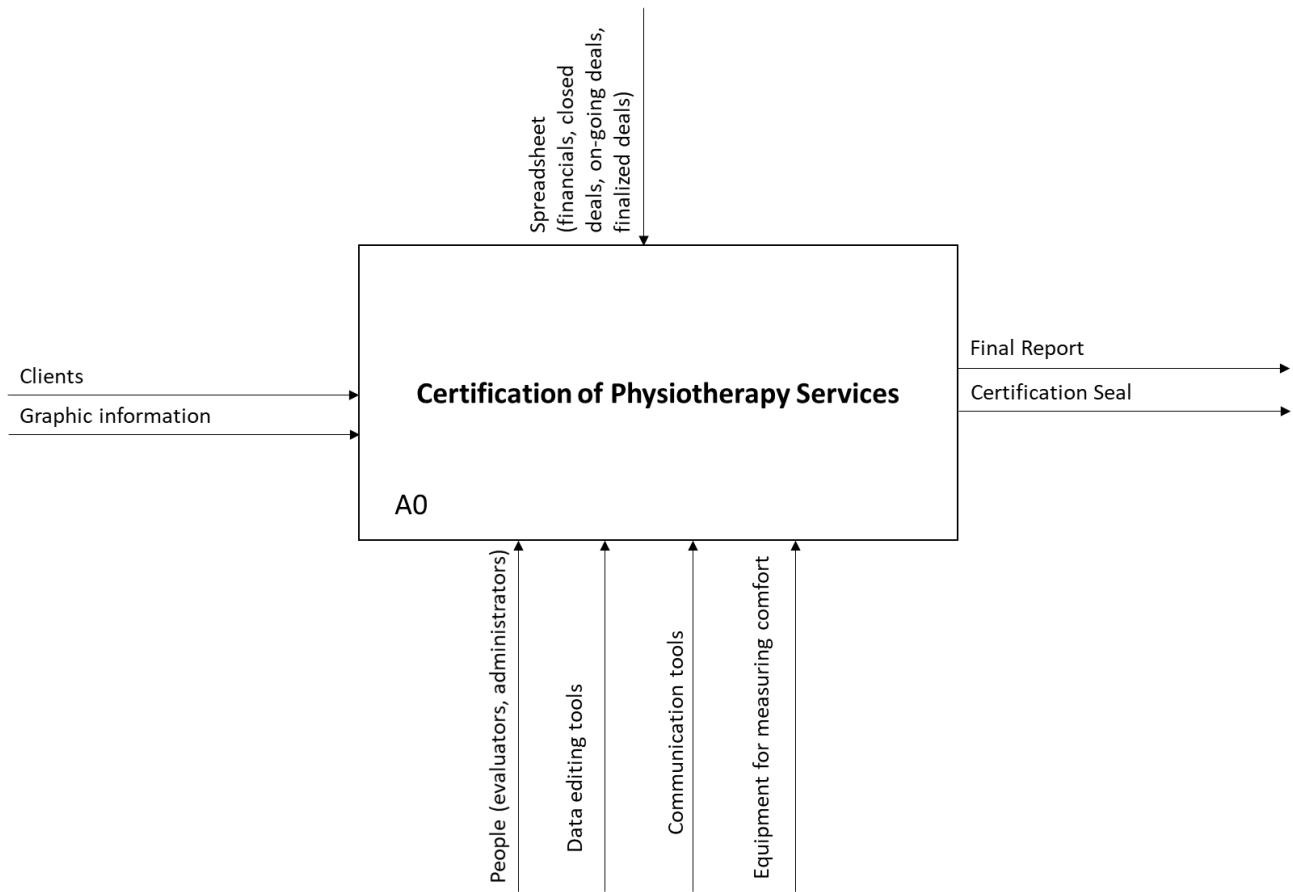 Spreadsheet
(financials, closed
deals, on-going deals,
finalized deals)
Clients
Graphic information
Certification of Physiotherapy Services
A0
Final Report
Certification Seal
People (evaluators, administrators)
Data editing tools
Communication tools
Equipment for measuring comfort